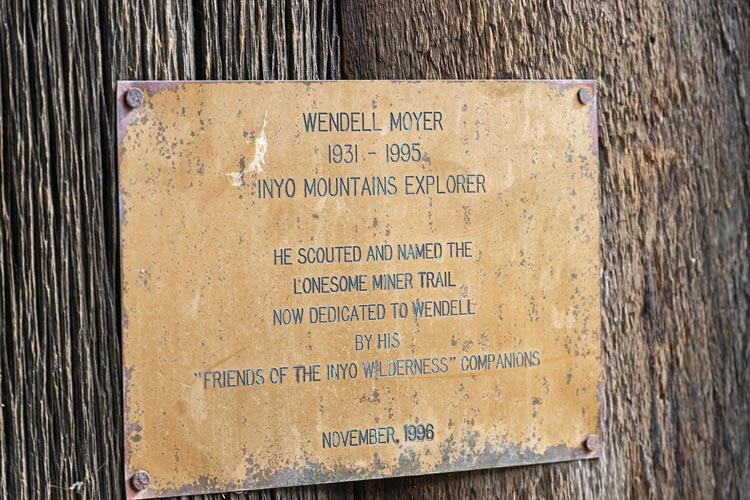 WENDELL MOYER
1931 - 1995
INYO MOUNTAINS EXPLORER
HE SCOUTED AND NAMED THE
LONESOME MINER TRAIL
NOW DEDICATED TO WENDELL
BY HIS
"FRIENDS OF THE INYO WILDERNESS" COMPANIONS
NOVEMBER, 1996